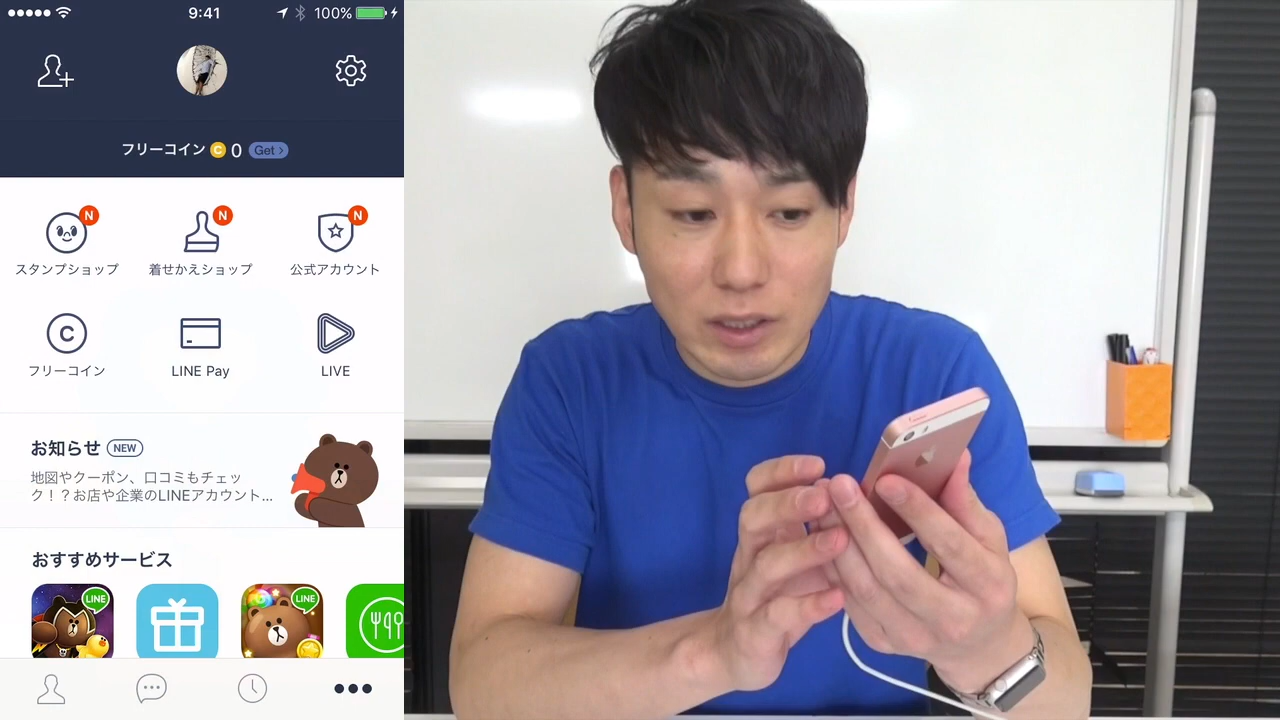 9:41
100%
フリーコイン C 0 Get >
N
N
N
スタンプショップ
着せかえショップ
公式アカウント
C
フリーコイン
LINE Pay
LIVE
お知らせ NEW
地図やクーポン、口コミもチェッ
ク！？お店や企業のLINEアカウント...
おすすめサービス
LINE
LINE